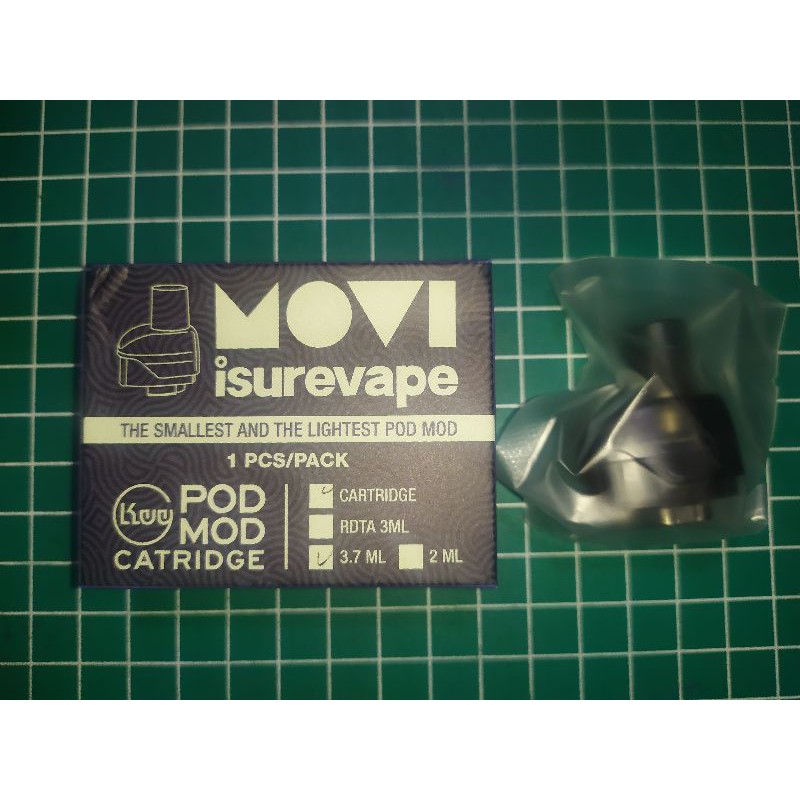 MOVI
isurevape
THE SMALLEST AND THE LIGHTEST POD MOD
1 PCS/PACK
POD
MOD
CATRIDGE
CARTRIDGE
RDTA 3ML
3.7 ML
2 ML